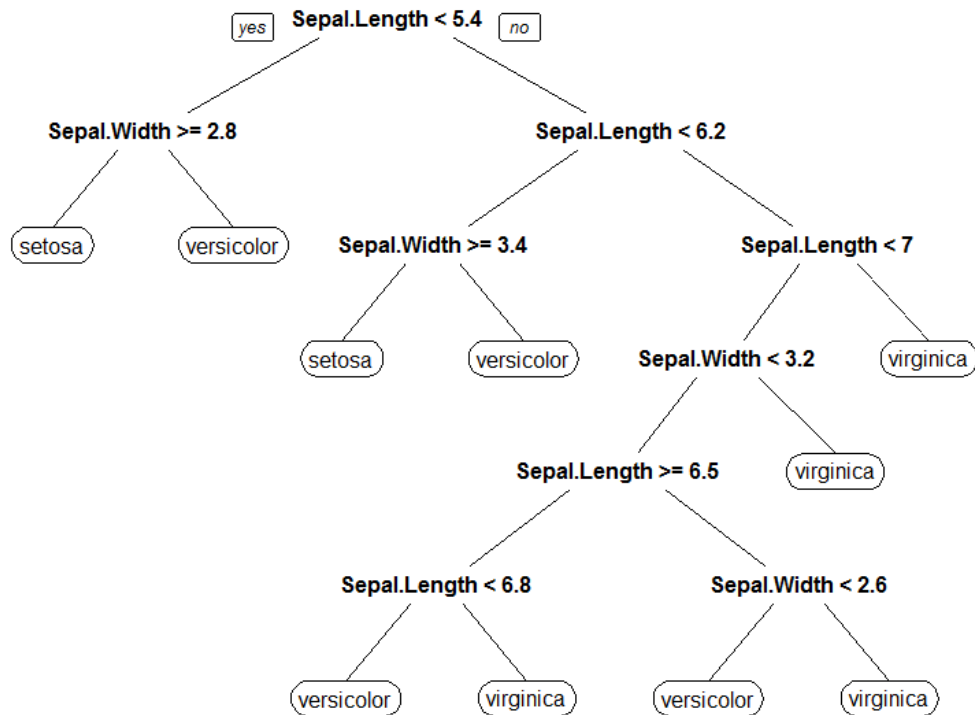 yes
Sepal.Length < 5.4
no
Sepal.Width >= 2.8
Sepal.Length < 6.2
setosa
versicolor
Sepal.Width >= 3.4
Sepal.Length < 7
setosa
versicolor
Sepal.Width < 3.2
virginica
Sepal.Length >= 6.5
virginica
Sepal.Length < 6.8
Sepal.Width < 2.6
versicolor
virginica
versicolor
virginica